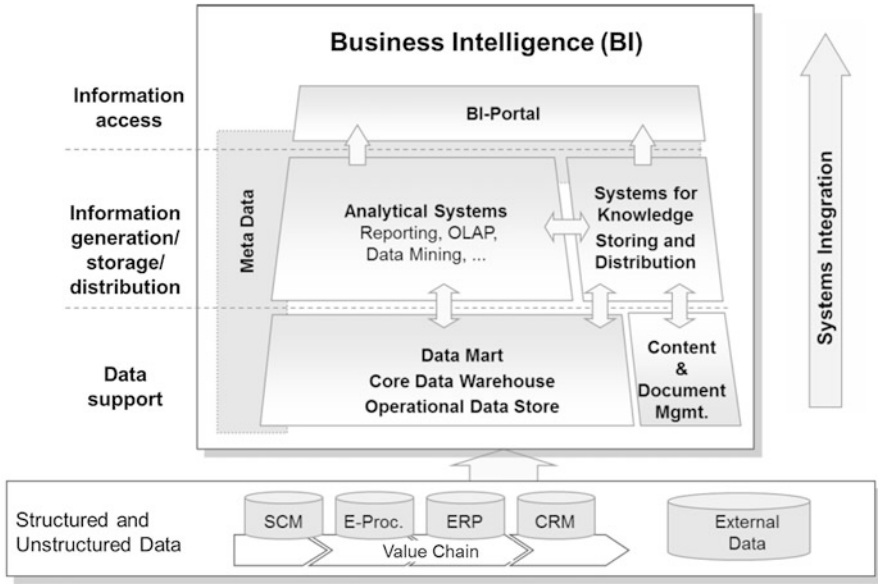 Business Intelligence (BI)
Information
access
BI-Portal
Meta Data
Information
generation/
storage/
distribution
Analytical Systems
Reporting, OLAP,
Data Mining, ...
Systems for
Knowledge
Storing and
Distribution
Data
support
Data Mart
Core Data Warehouse
Operational Data Store
Content
&
Document
Mgmt.
Systems Integration
Structured and
Unstructured Data
SCM
E-Proc.
ERP
CRM
Value Chain
External
Data